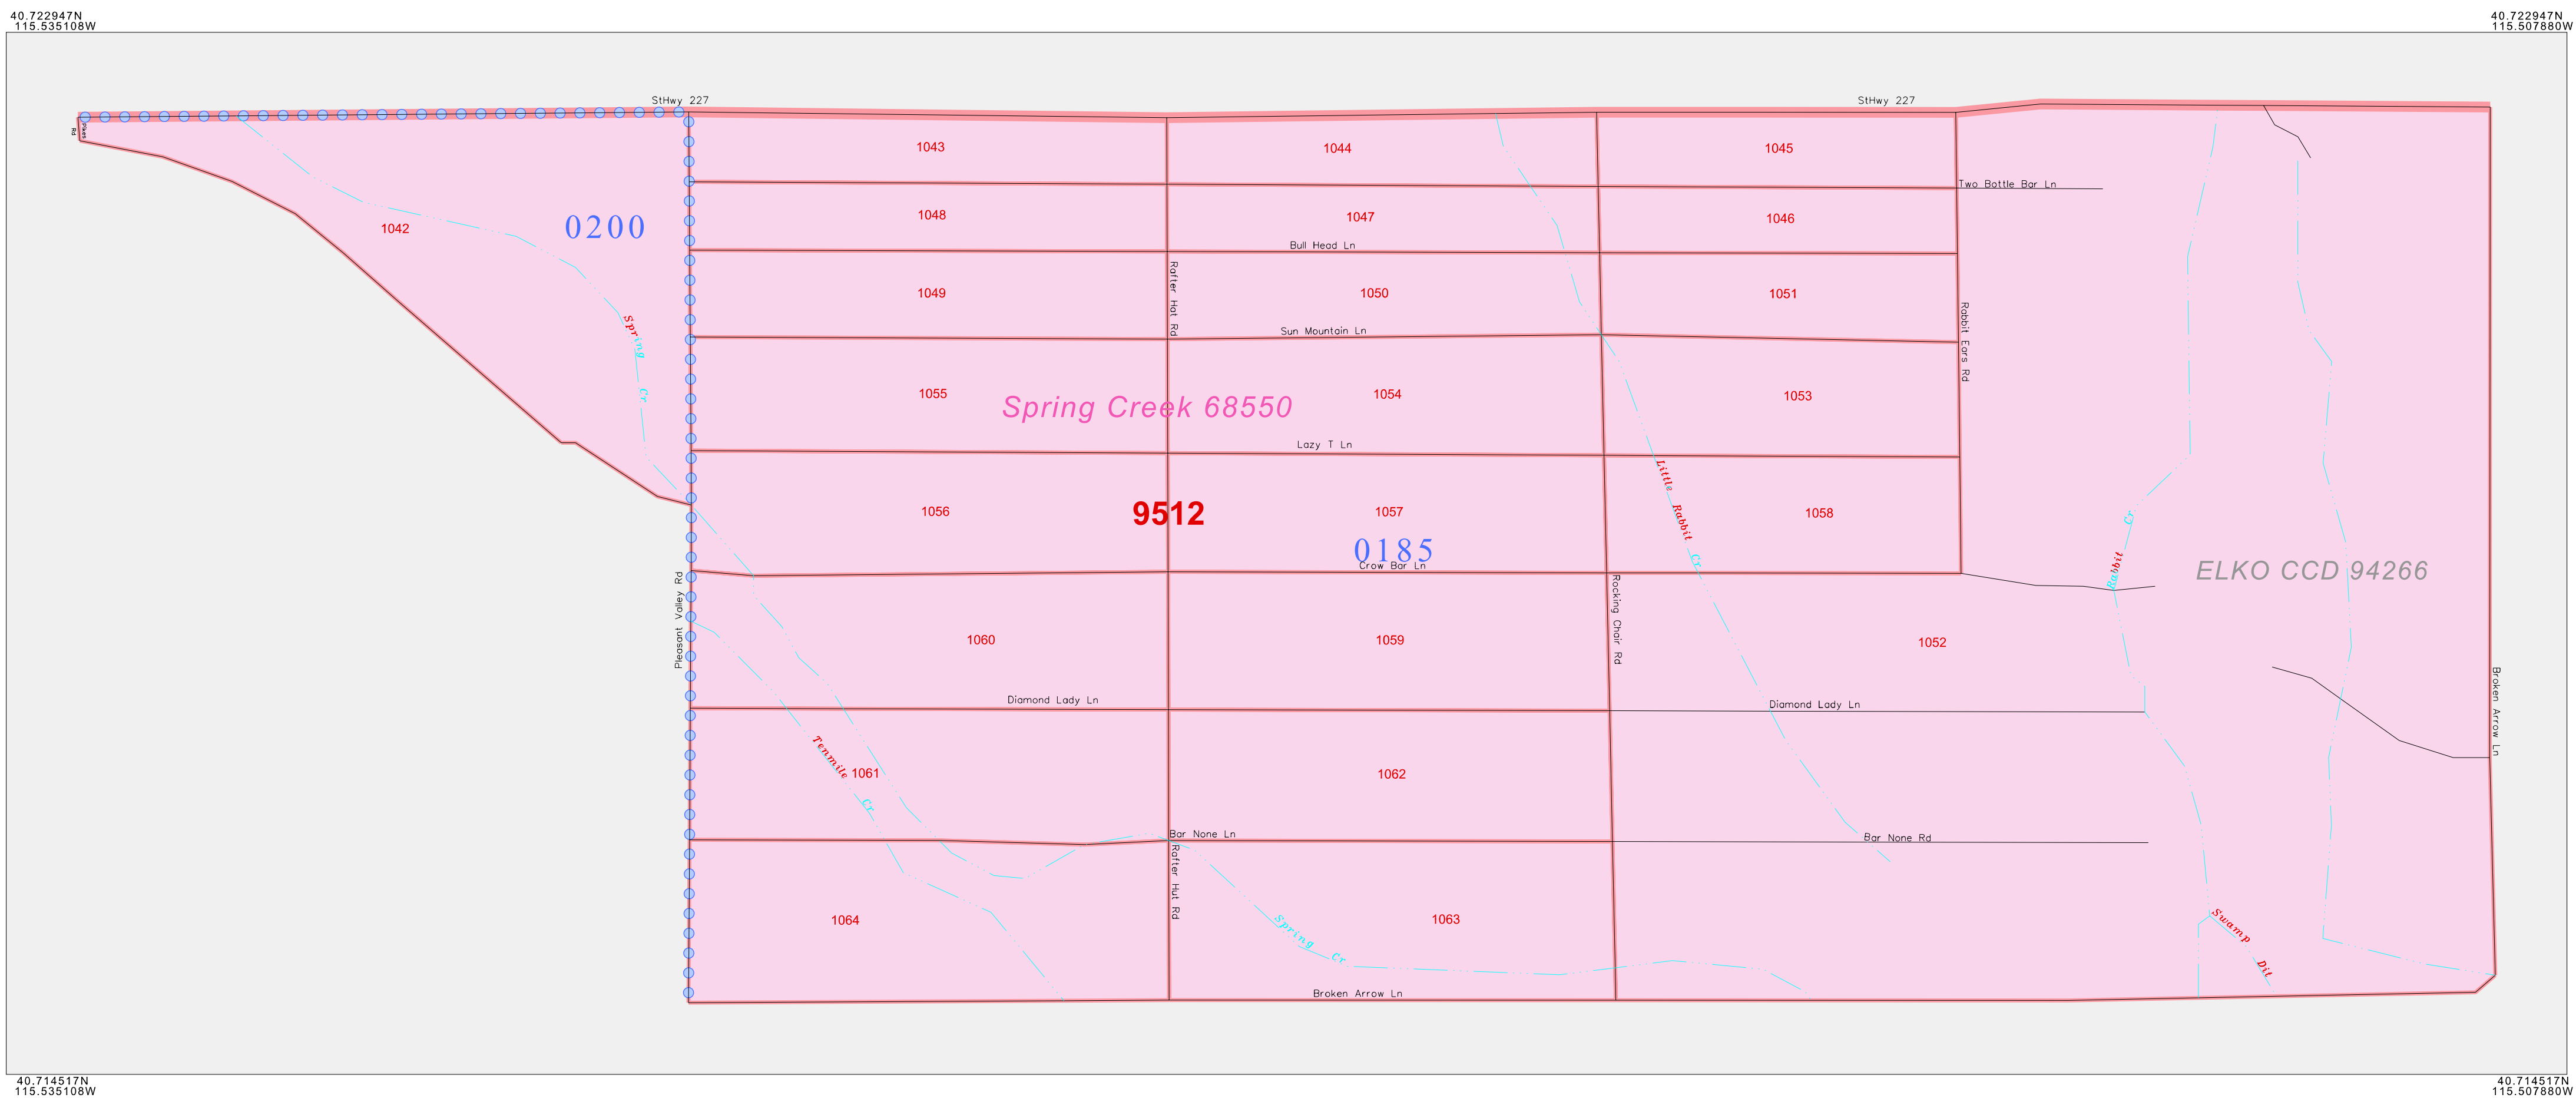 40.722947N
115.535108W
40.722947N
115.507880W
StHwy 227
StHwy 227
Pikes
Rd
1043
1044
1045
Two Bottle Bar Ln
1042
0200
1048
1047
1046
Bull Head Ln
Rafter Hat Rd
1049
1050
1051
Rabbit Ears Rd
Spring Cr
Sun Mountain Ln
1055
1054
1053
Spring Creek 68550
Lazy T Ln
Little Rabbit Cr
1056
9512
1057
1058
0185
Crow Bar Ln
Rabbit Cr
ELKO CCD 94266
Pleasant Valley Rd
Rocking Chair Rd
1060
1059
1052
Diamond Lady Ln
Diamond Lady Ln
Broken Arrow Ln
Tenmile Cr
1061
1062
Bar None Ln
Bar None Rd
Rafter Hut Rd
1064
1063
Spring Cr
Swamp Dit
Broken Arrow Ln
40.714517N
115.535108W
40.714517N
115.507880W